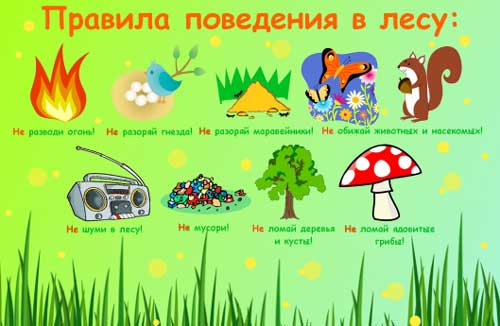 Правила поведения в лесу:
Не разводи огонь! Не разоряй гнезда! Не разоряй маравейники! Не обижай животных и насекомых!
Не шуми в лесу! Не мусори! Не ломай деревья Не ломай ядовитые
и кусты! грибы!